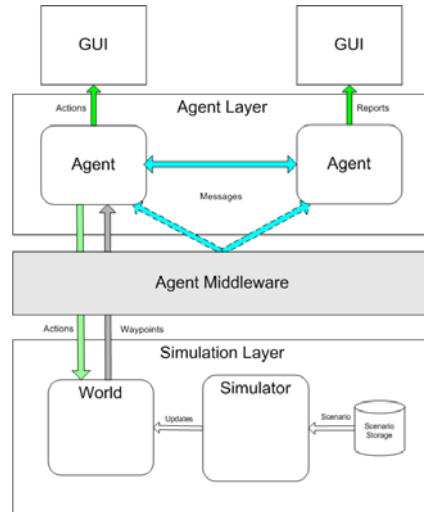 GUI
GUI
Actions
Agent Layer
Reports
Agent
Agent
Messages
Agent Middleware
Actions
Waypoints
Simulation Layer
World
Simulator
Updates
Scenario
Scenario
Storage